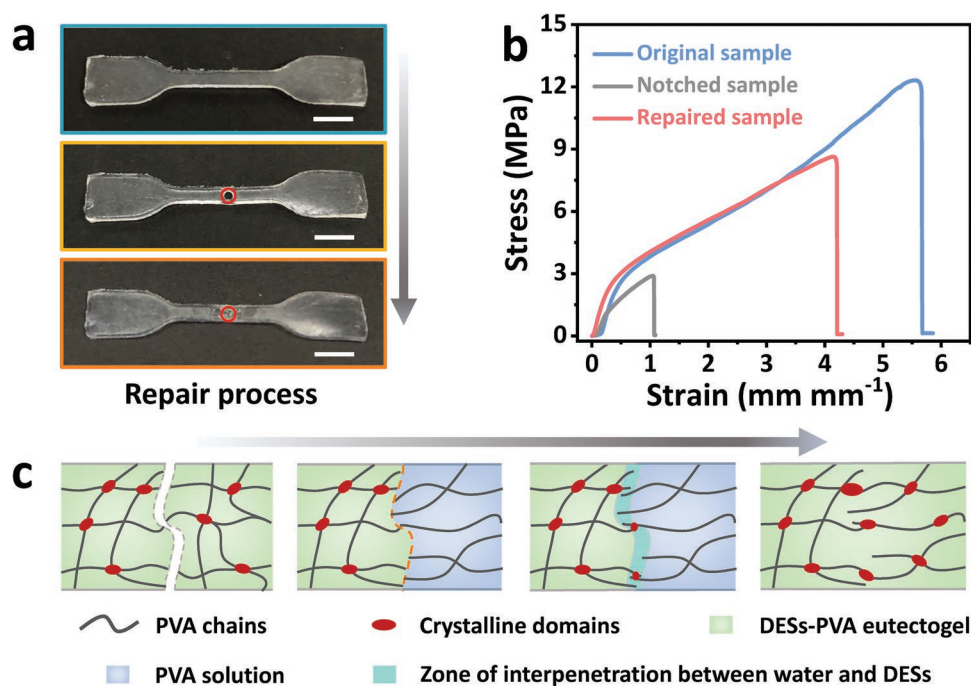 a
Repair process
b
Stress (MPa)
15
12
9
6
3
0
Original sample
Notched sample
Repaired sample
0 1 2 3 4 5 6
Strain (mm mm⁻¹)
c
PVA chains
Crystalline domains
DESs-PVA eutectogel
PVA solution
Zone of interpenetration between water and DESs